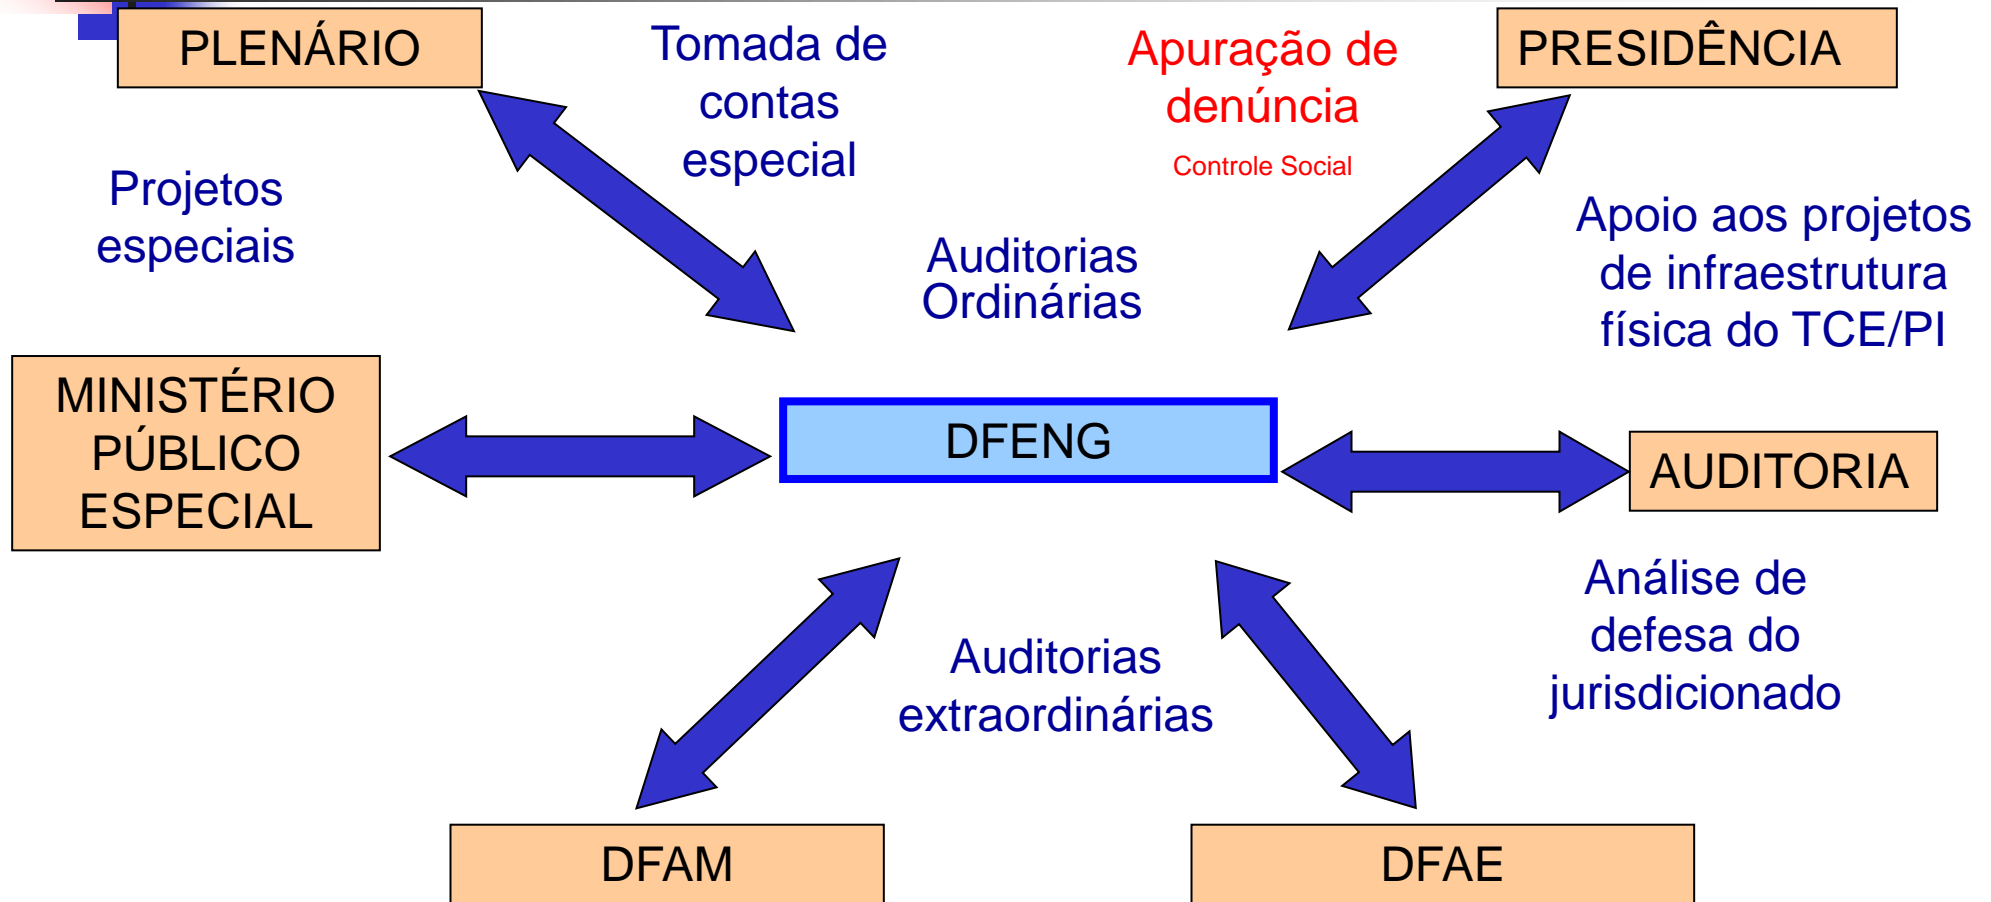 PLENÁRIO
Tomada de
contas
especial
Apuração de
denúncia
Controle Social
PRESIDÊNCIA
Projetos
especiais
Auditorias
Ordinárias
Apoio aos projetos
de infraestrutura
física do TCE/PI
MINISTÉRIO
PÚBLICO
ESPECIAL
DFENG
AUDITORIA
Auditorias
extraordinárias
Análise de
defesa do
jurisdicionado
DFAM
DFAE